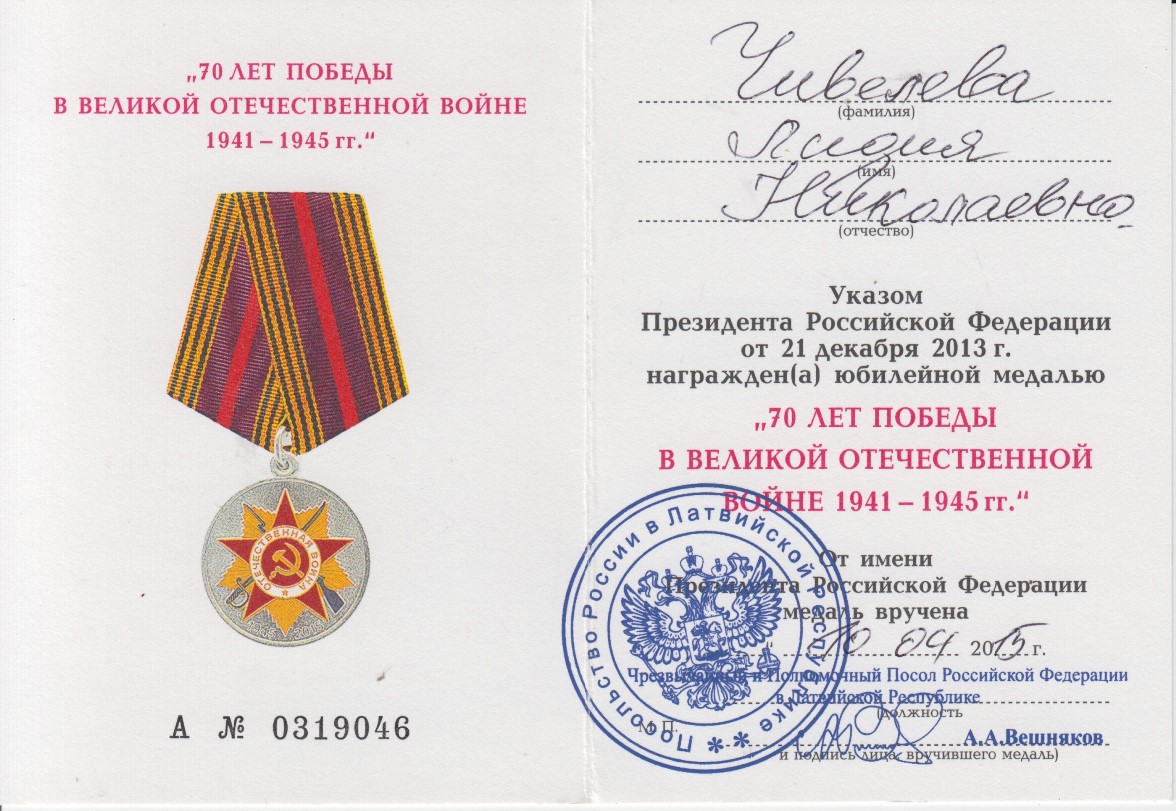 „70 ЛЕТ ПОБЕДЫ
В ВЕЛИКОЙ ОТЕЧЕСТВЕННОЙ ВОЙНЕ
1941 – 1945 гг.“
ОТЕЧЕСТВЕННАЯ ВОЙНА
А № 0319046
Чивелева
(фамилия)
Лидия
(имя)
Николаевна
(отчество)
Указом
Президента Российской Федерации
от 21 декабря 2013 г.
награжден(а) юбилейной медалью
„70 ЛЕТ ПОБЕДЫ
В ВЕЛИКОЙ ОТЕЧЕСТВЕННОЙ
ВОЙНЕ 1941 – 1945 гг.“
От имени
Президента Российской Федерации
медаль вручена
10 04 2015 г.
Чрезвычайный и Полномочный Посол Российской Федерации
в Латвийской Республике
(должность
М.П.
А.А.Вешняков
и подпись лица, вручившего медаль)
Посольство России в Латвийской Республике